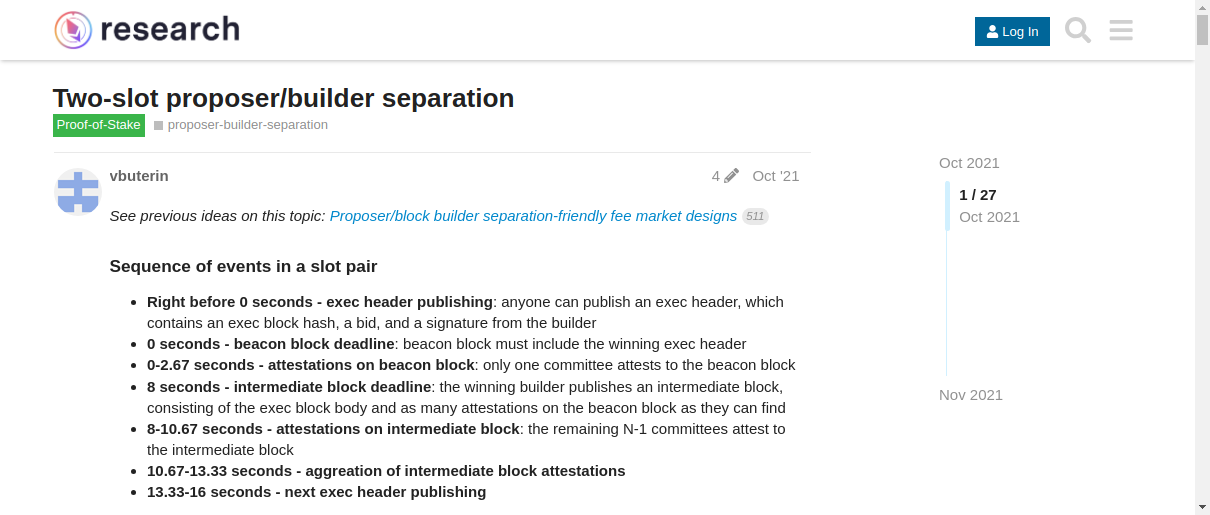 research
Log In
Two-slot proposer/builder separation
Proof-of-Stake proposer-builder-separation
vbuterin 4 Oct '21
See previous ideas on this topic: Proposer/block builder separation-friendly fee market designs 511
Sequence of events in a slot pair
• Right before 0 seconds - exec header publishing: anyone can publish an exec header, which
contains an exec block hash, a bid, and a signature from the builder
• 0 seconds - beacon block deadline: beacon block must include the winning exec header
• 0-2.67 seconds - attestations on beacon block: only one committee attests to the beacon block
• 8 seconds - intermediate block deadline: the winning builder publishes an intermediate block,
consisting of the exec block body and as many attestations on the beacon block as they can find
• 8-10.67 seconds - attestations on intermediate block: the remaining N-1 committees attest to
the intermediate block
• 10.67-13.33 seconds - aggreation of intermediate block attestations
• 13.33-16 seconds - next exec header publishing
Oct 2021
1 / 27
Oct 2021
Nov 2021